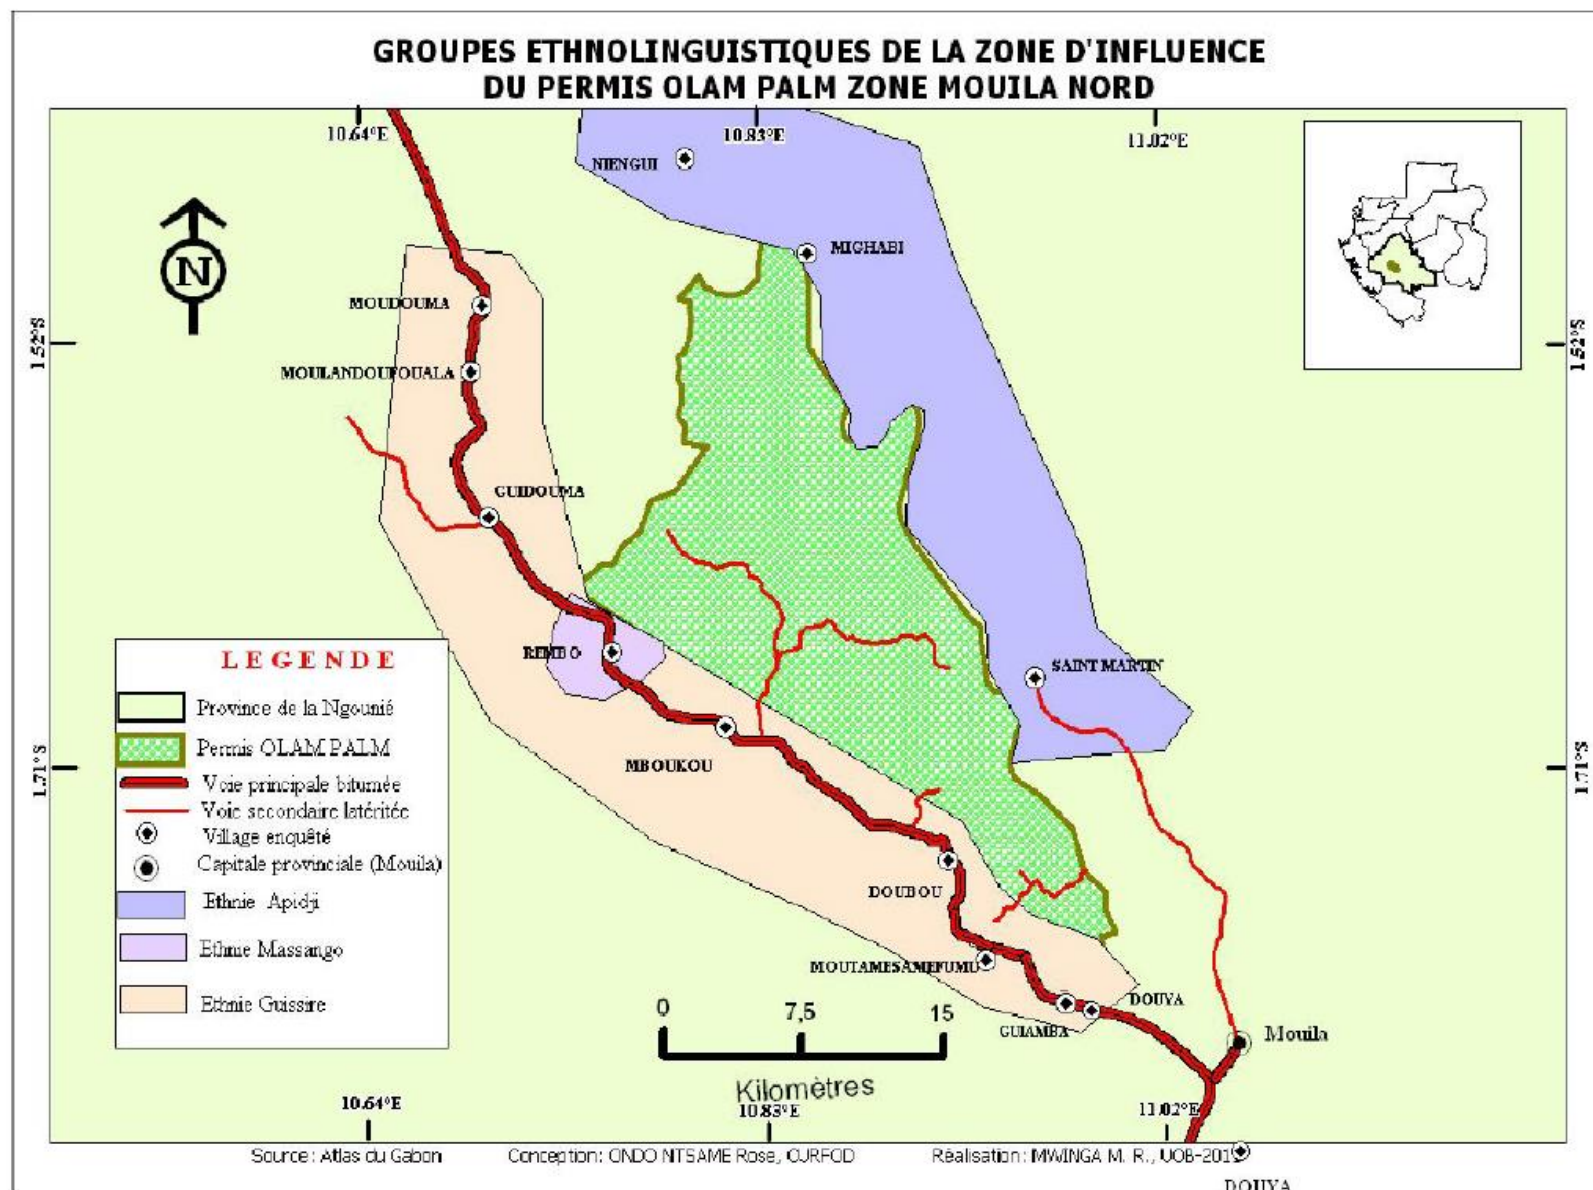 GROUPES ETHNOLINGUISTIQUES DE LA ZONE D'INFLUENCE
DU PERMIS OLAM PALM ZONE MOUILA NORD
10.64°E
10.83°E
11.02°E
NIENGUI
MIGHABI
N
MOUDOUMA
1.52°S
1.52°S
MOULANDOUFOUALA
GUIDOUMA
REMBO
SAINT MARTIN
MBOUKOU
1.71°S
1.71°S
DOUBOU
MOUTAMESAMEFUMU
DOUYA
GUIAMBA
Mouila
LEGENDE
Province de la Ngounié
Permis OLAM PALM
Voie principale bitumée
Voie secondaire latéritée
Village enquêté
Capitale provinciale (Mouila)
Ethnie Apidji
Ethnie Massango
Ethnie Guissire
0 7,5 15
Kilomètres
10.64°E
10.83°E
11.02°E
Source: Atlas du Gabon Conception: ONDO NTSAME Rose, Réalisation: MWINGA M. R.,
DOUYA